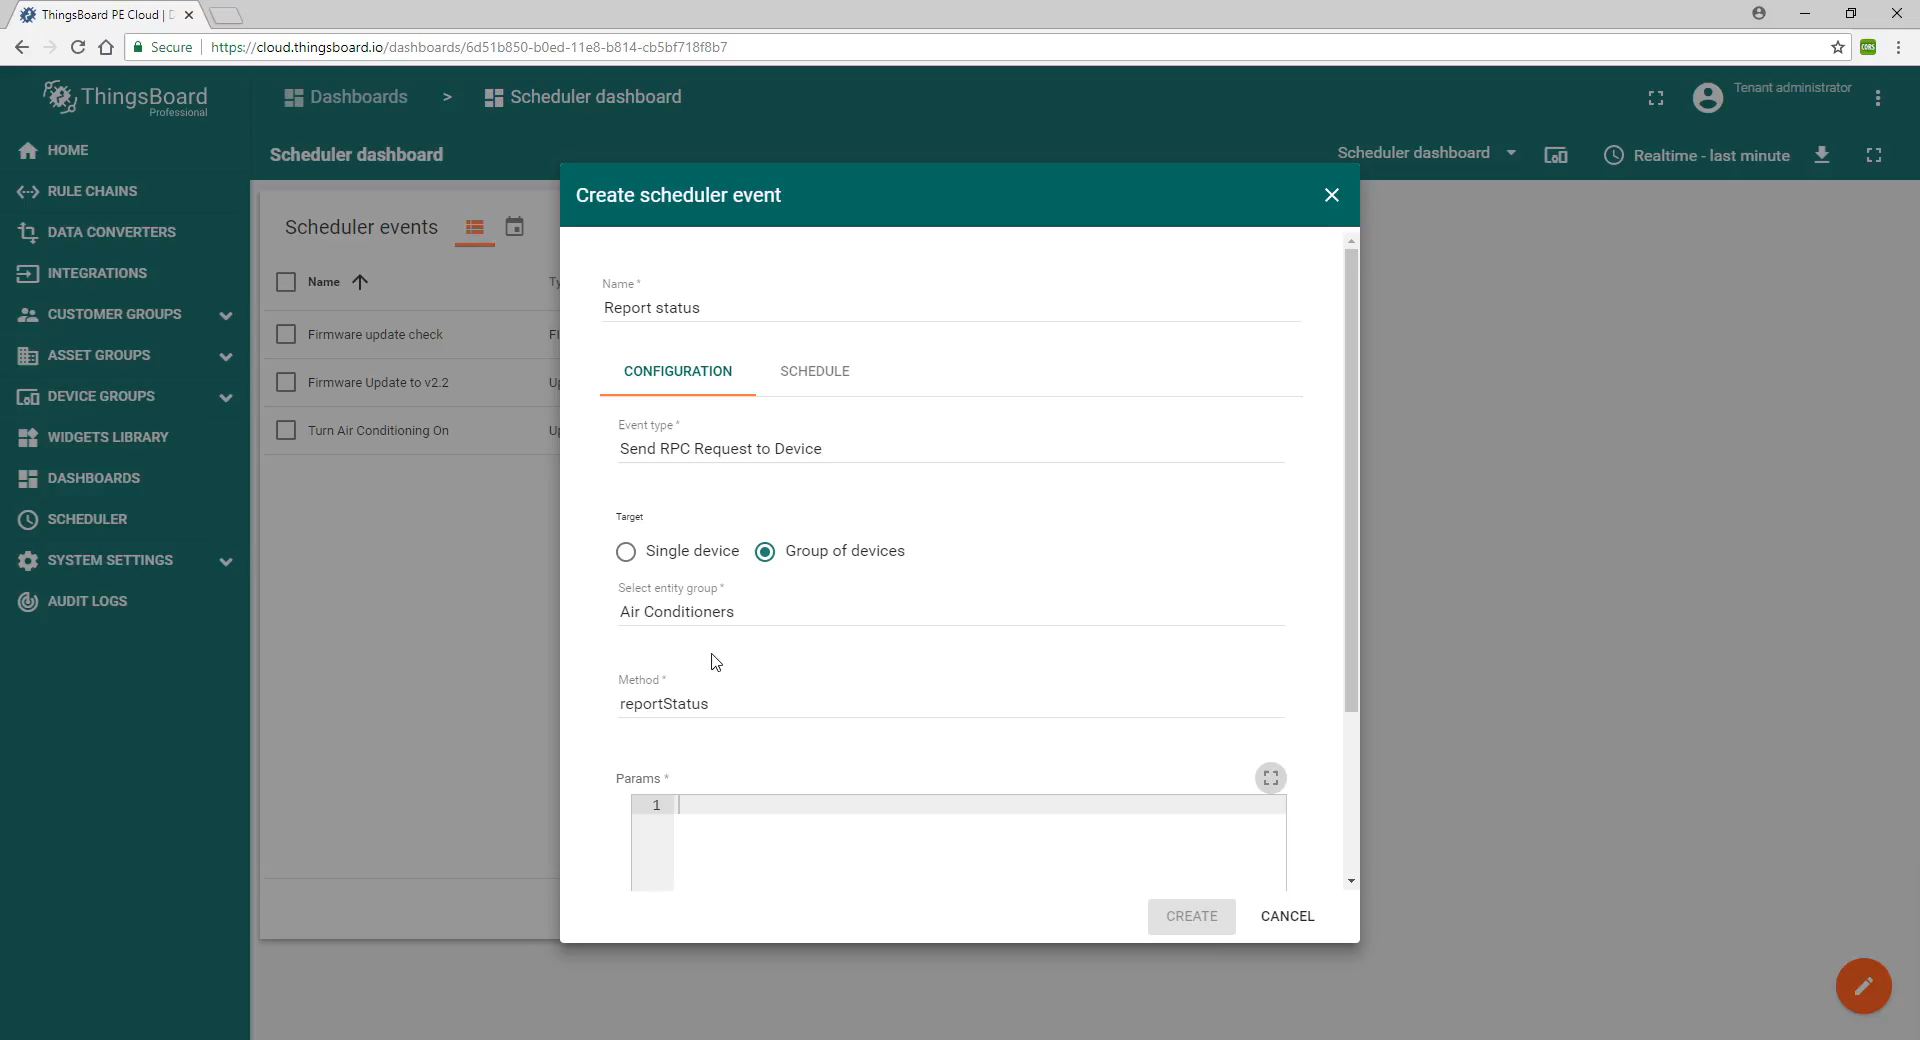 ThingsBoard PE Cloud |
Secure
https://cloud.thingsboard.io/dashboards/6d51b850-b0ed-11e8-b814-cb5bf718f8b7
CORS
ThingsBoard
Professional
Dashboards > Scheduler dashboard
Tenant administrator
HOME
RULE CHAINS
DATA CONVERTERS
INTEGRATIONS
CUSTOMER GROUPS
ASSET GROUPS
DEVICE GROUPS
WIDGETS LIBRARY
DASHBOARDS
SCHEDULER
SYSTEM SETTINGS
AUDIT LOGS
Scheduler dashboard
Scheduler dashboard
Realtime - last minute
Scheduler events
Name
Firmware update check
Firmware Update to v2.2
Turn Air Conditioning On
Create scheduler event
Name *
Report status
CONFIGURATION SCHEDULE
Event type *
Send RPC Request to Device
Target
Single device Group of devices
Select entity group *
Air Conditioners
Method *
reportStatus
Params *
1
CREATE CANCEL